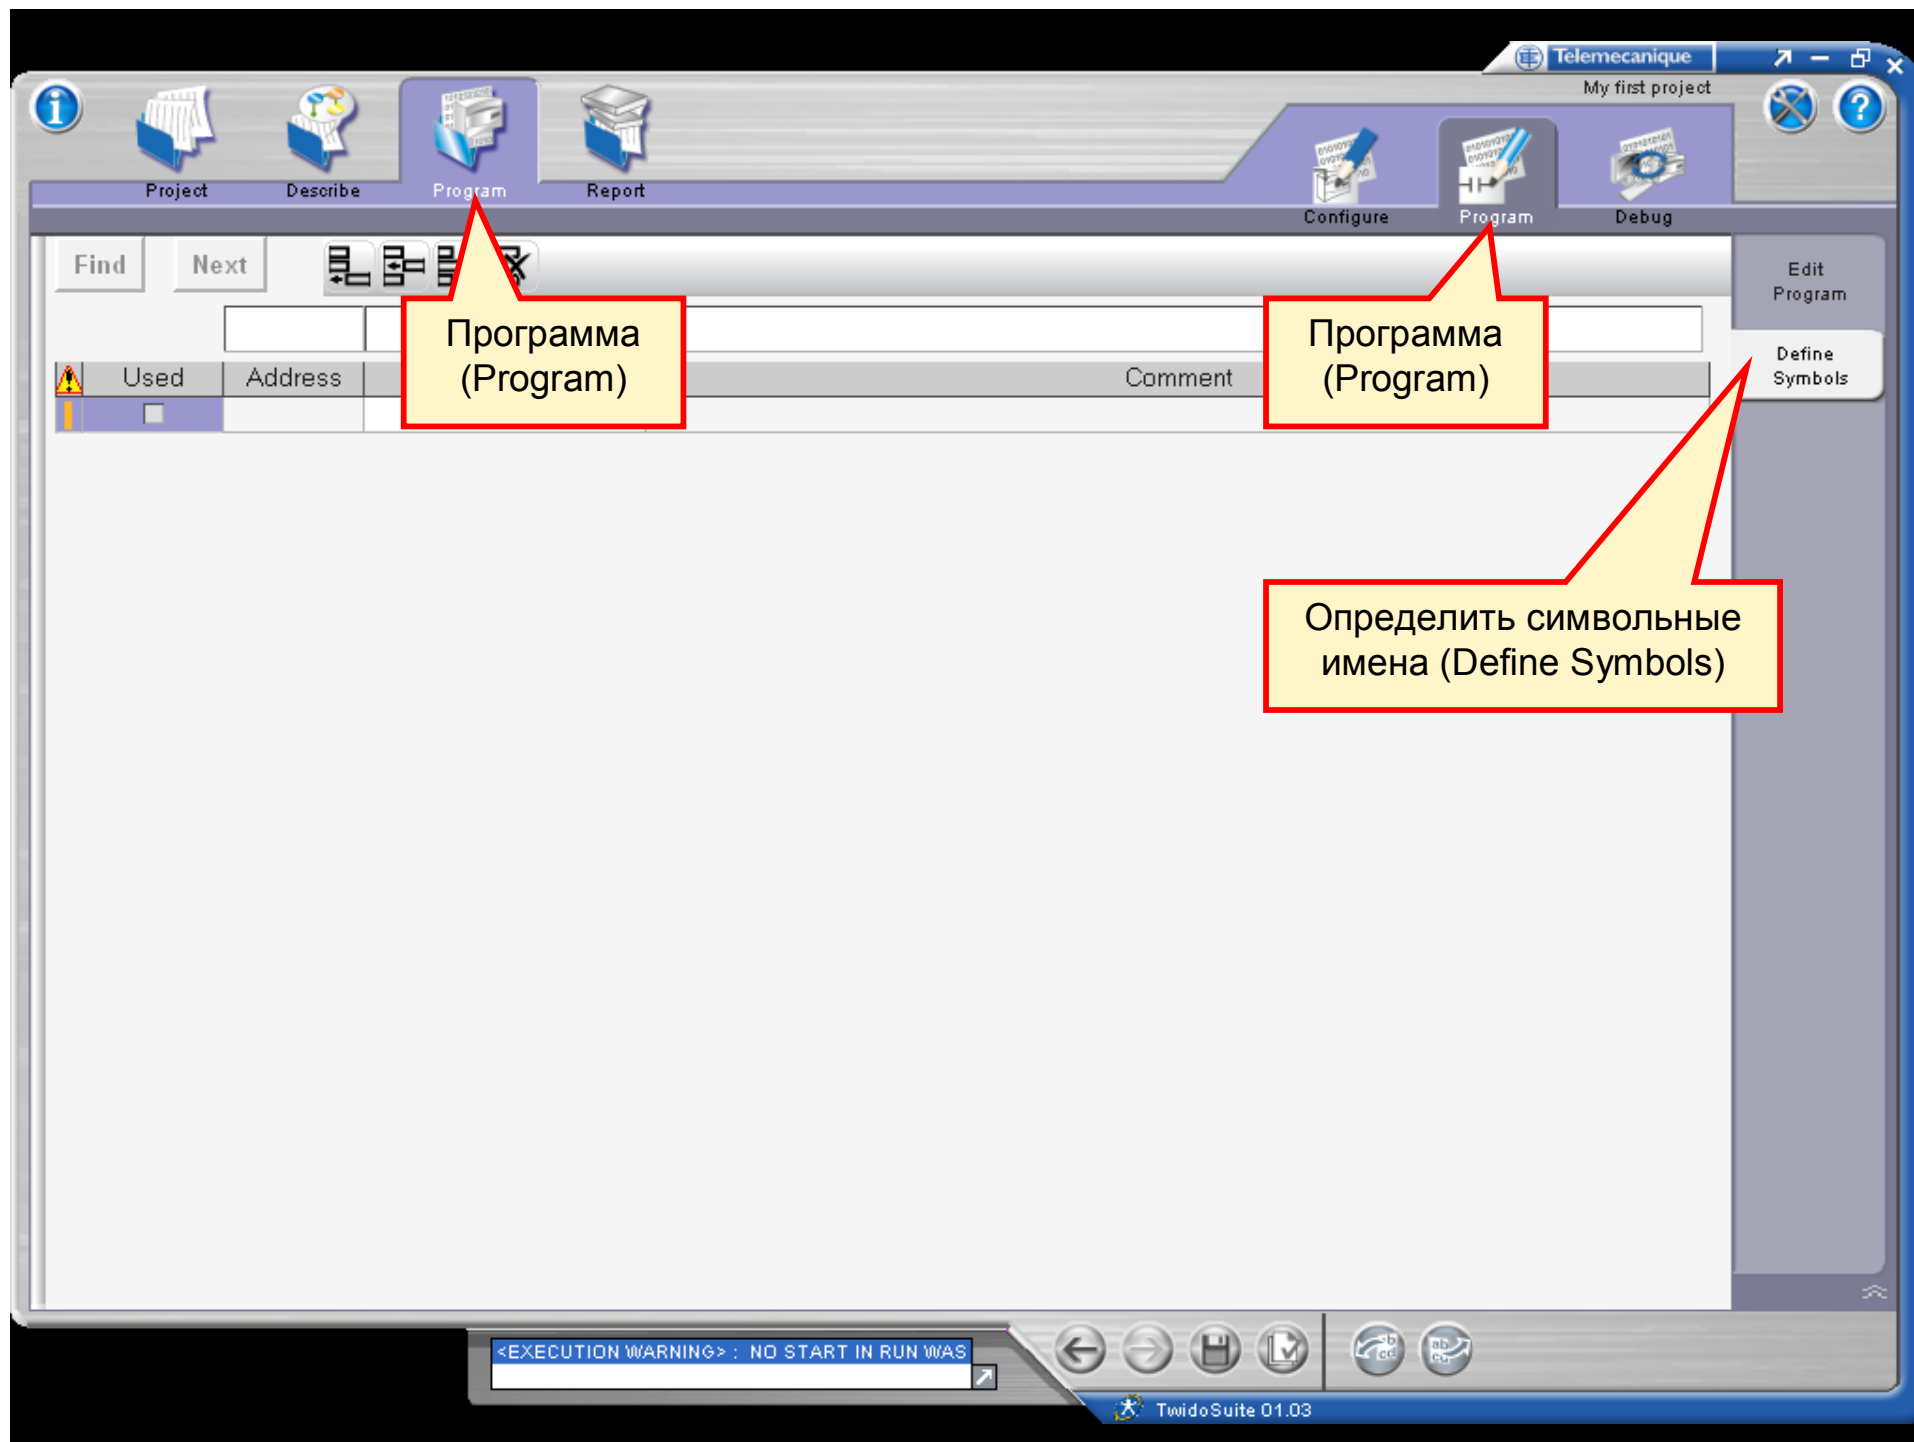 Telemecanique
My first project
Project
Describe
Program
Report
Configure
Program
Debug
Find
Next
Edit
Program
Define
Symbols
Программа
(Program)
Программа
(Program)
Used
Address
Comment
Определить символьные
имена (Define Symbols)
<EXECUTION WARNING> : NO START IN RUN WAS
TwidoSuite 01.03